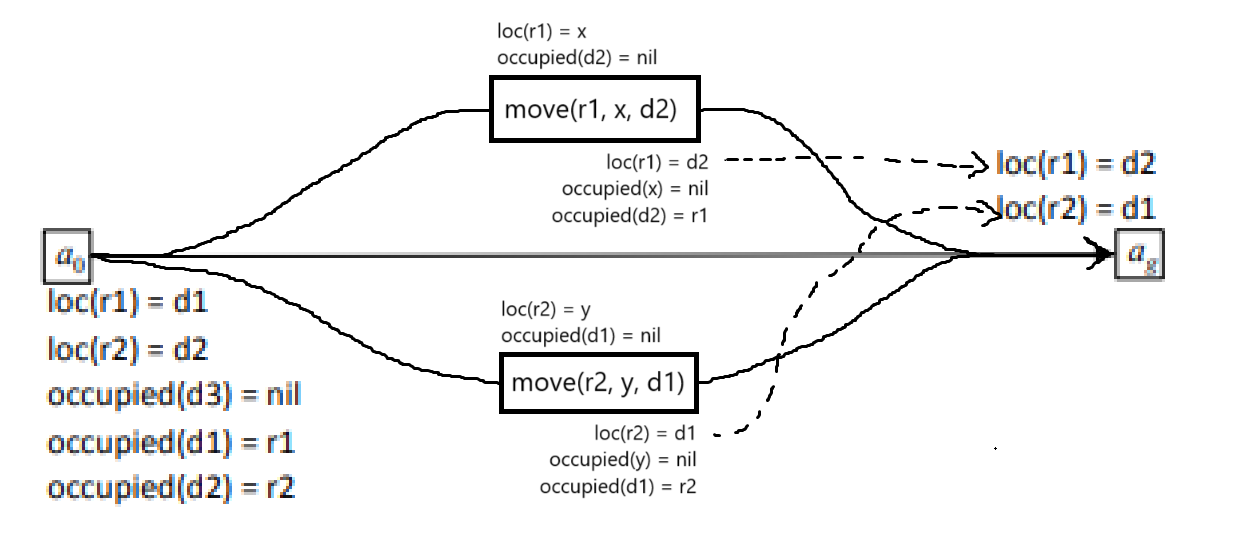 loc(r1) = x
occupied(d2) = nil
move(r1, x, d2)
loc(r1) = d2
occupied(x) = nil
occupied(d2) = r1
loc(r1) = d2
loc(r2) = d1
a0
ag
loc(r1) = d1
loc(r2) = d2
occupied(d3) = nil
occupied(d1) = r1
occupied(d2) = r2
loc(r2) = y
occupied(d1) = nil
move(r2, y, d1)
loc(r2) = d1
occupied(y) = nil
occupied(d1) = r2